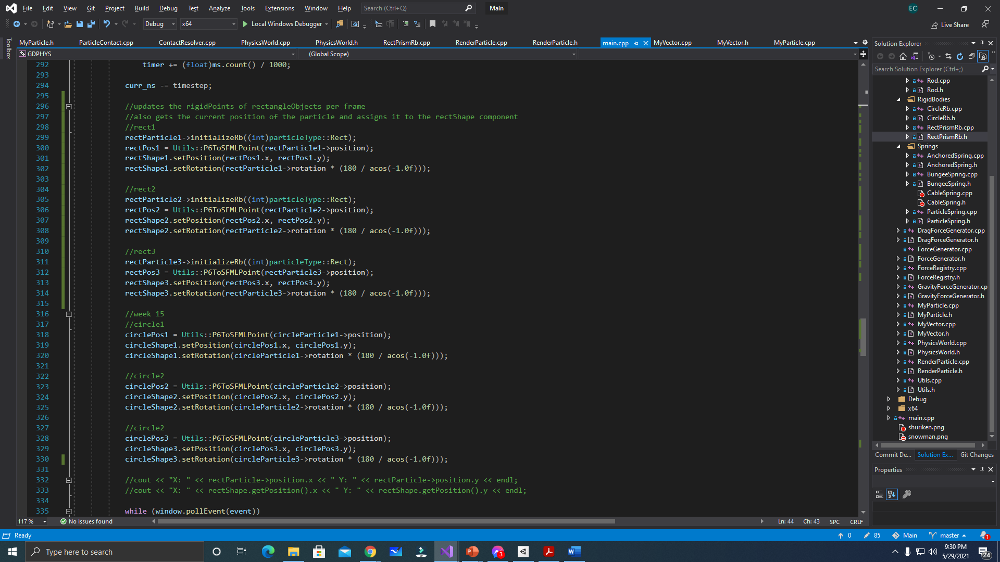 File Edit View Git Project Build Debug Test Analyze Tools Extensions Window Help Search (Ctrl+Q) Main EC
Debug x64 Local Windows Debugger Live Share
MyParticle.h ParticleContact.cpp ContactResolver.cpp PhysicsWorld.cpp PhysicsWorld.h RectPrismRb.cpp RenderParticle.cpp RenderParticle.h main.cpp MyVector.cpp MyVector.h MyParticle.cpp
Toolbox
GDPHYS (Global Scope)
292 timer += (float)ms.count() / 1000;
293
294 curr_ns -= timestep;
295
296 //updates the rigidPoints of rectangleObjects per frame
297 //also gets the current position of the particle and assigns it to the rectShape component
298 //rect1
299 rectParticle1->initializeRb((int)particleType::Rect);
300 rectPos1 = Utils::P6ToSFMLPoint(rectParticle1->position);
301 rectShape1.setPosition(rectPos1.x, rectPos1.y);
302 rectShape1.setRotation(rectParticle1->rotation * (180 / acos(-1.0f)));
303
304 //rect2
305 rectParticle2->initializeRb((int)particleType::Rect);
306 rectPos2 = Utils::P6ToSFMLPoint(rectParticle2->position);
307 rectShape2.setPosition(rectPos2.x, rectPos2.y);
308 rectShape2.setRotation(rectParticle2->rotation * (180 / acos(-1.0f)));
309
310 //rect3
311 rectParticle3->initializeRb((int)particleType::Rect);
312 rectPos3 = Utils::P6ToSFMLPoint(rectParticle3->position);
313 rectShape3.setPosition(rectPos3.x, rectPos3.y);
314 rectShape3.setRotation(rectParticle3->rotation * (180 / acos(-1.0f)));
315
316 //week 15
317 //circle1
318 circlePos1 = Utils::P6ToSFMLPoint(circleParticle1->position);
319 circleShape1.setPosition(circlePos1.x, circlePos1.y);
320 circleShape1.setRotation(circleParticle1->rotation * (180 / acos(-1.0f)));
321
322 //circle2
323 circlePos2 = Utils::P6ToSFMLPoint(circleParticle2->position);
324 circleShape2.setPosition(circlePos2.x, circlePos2.y);
325 circleShape2.setRotation(circleParticle2->rotation * (180 / acos(-1.0f)));
326
327 //circle2
328 circlePos3 = Utils::P6ToSFMLPoint(circleParticle3->position);
329 circleShape3.setPosition(circlePos3.x, circlePos3.y);
330 circleShape3.setRotation(circleParticle3->rotation * (180 / acos(-1.0f)));
331
332 //cout << "X: " << rectParticle->position.x << " Y: " << rectParticle->position.y << endl;
333 //cout << "X: " << rectShape.getPosition().x << " Y: " << rectShape.getPosition().y << endl;
334
335 while (window.pollEvent(event))
117 % No issues found Ln: 44 Ch: 43 SPC CRLF
Solution Explorer
Search Solution Explorer (Ctrl+;)
Rod.cpp
Rod.h
RigidBodies
CircleRb.cpp
CircleRb.h
RectPrismRb.cpp
RectPrismRb.h
Springs
AnchoredSpring.cpp
AnchoredSpring.h
BungeeSpring.cpp
BungeeSpring.h
CableSpring.cpp
CableSpring.h
ParticleSpring.cpp
ParticleSpring.h
DragForceGenerator.cpp
DragForceGenerator.h
ForceGenerator.cpp
ForceGenerator.h
ForceRegistry.cpp
ForceRegistry.h
GravityForceGenerator.cp
GravityForceGenerator.h
MyParticle.cpp
MyParticle.h
MyVector.cpp
MyVector.h
PhysicsWorld.cpp
PhysicsWorld.h
RenderParticle.cpp
RenderParticle.h
Utils.cpp
Utils.h
Debug
x64
main.cpp
shuriken.png
snowman.png
Commit De... Solution Ex... Git Changes
Properties
Ready 0 85 Main master 1
Type here to search 3 9:30 PM
5/29/2021 24